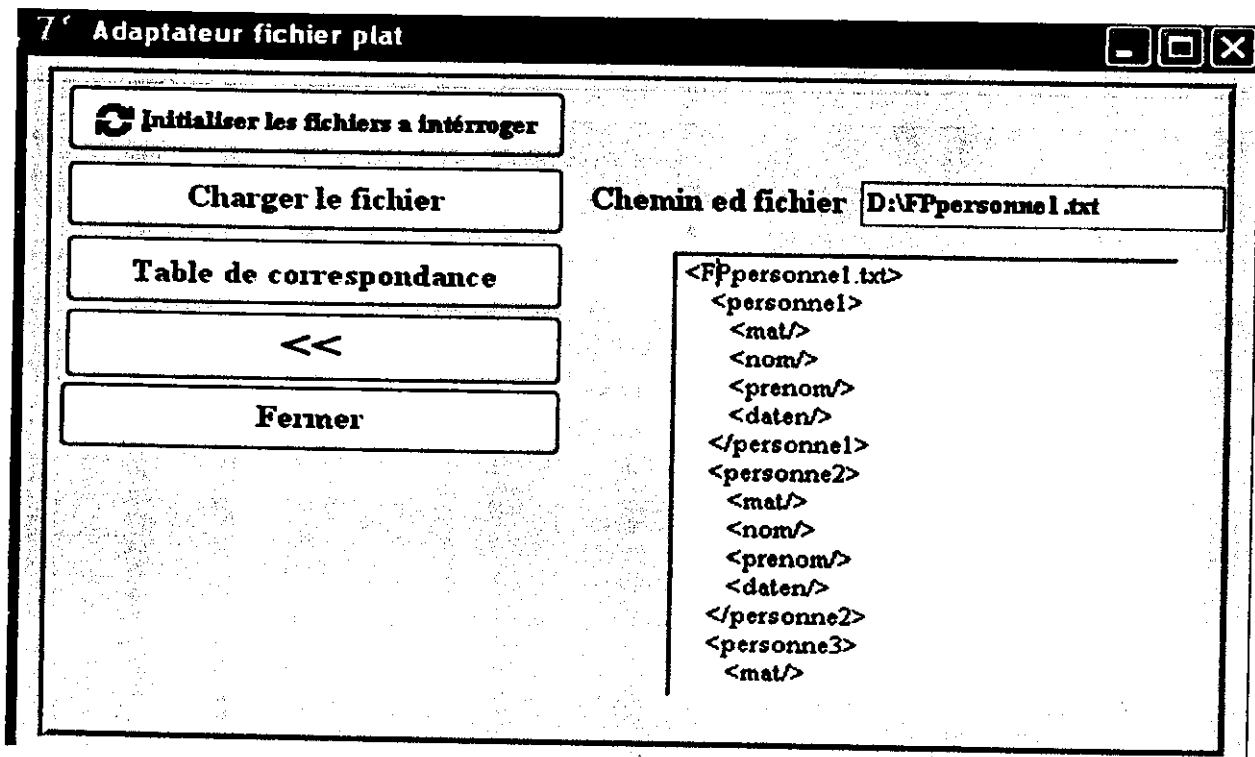 Adaptateur fichier plat
Initialiser les fichiers a intérroger
Charger le fichier
Table de correspondance
<<
Fermer
Chemin ed fichier D:\FPpersonnel.txt
<FPpersonnel.txt>
<personne1>
<mat/>
<nom/>
<prenom/>
<daten/>
</personne1>
<personne2>
<mat/>
<nom/>
<prenom/>
<daten/>
</personne2>
<personne3>
<mat/>